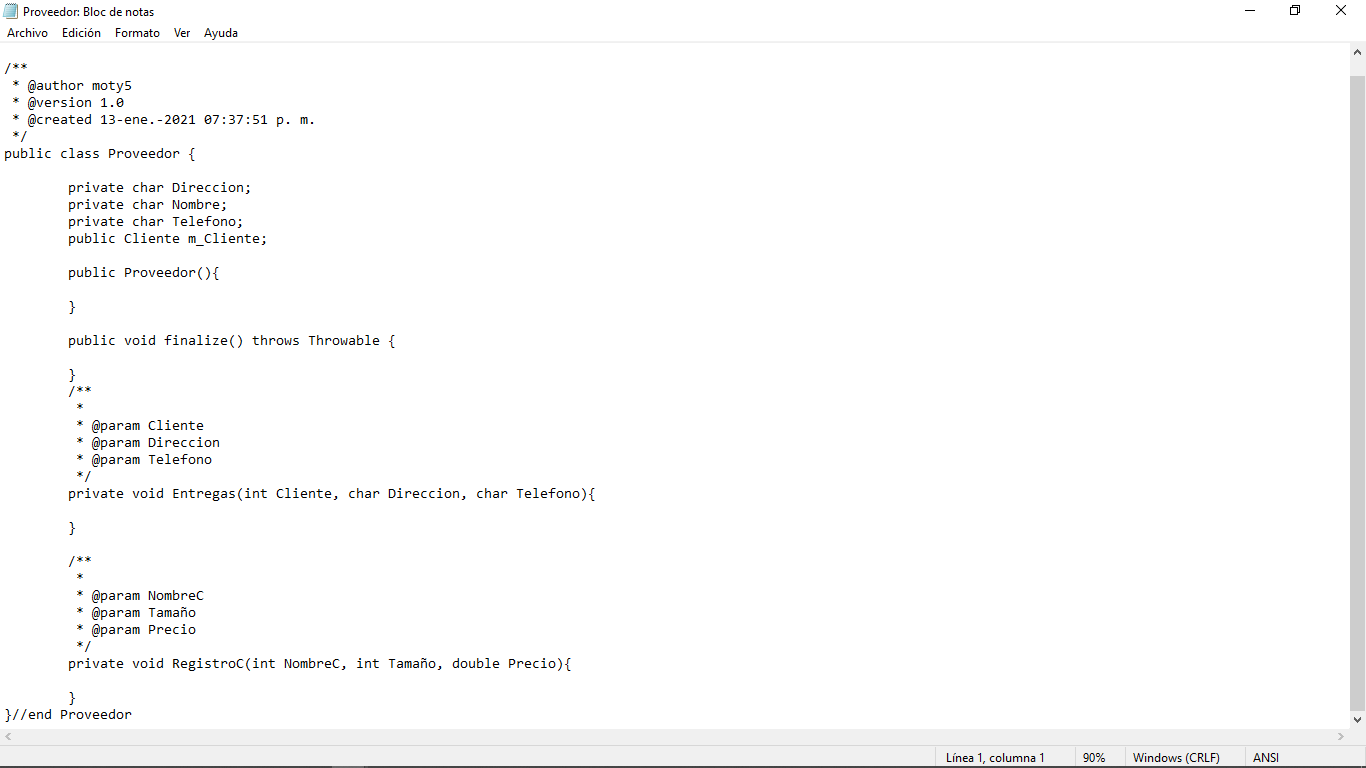 Proveedor: Bloc de notas
Archivo Edición Formato Ver Ayuda
/**
 * @author moty5
 * @version 1.0
 * @created 13-ene.-2021 07:37:51 p. m.
 */
public class Proveedor {
        private char Direccion;
        private char Nombre;
        private char Telefono;
        public Cliente m_Cliente;
        public Proveedor(){
        }
        public void finalize() throws Throwable {
        }
        /**
         *
         * @param Cliente
         * @param Direccion
         * @param Telefono
         */
        private void Entregas(int Cliente, char Direccion, char Telefono){
        }
        /**
         *
         * @param NombreC
         * @param Tamaño
         * @param Precio
         */
        private void RegistroC(int NombreC, int Tamaño, double Precio){
        }
}//end Proveedor
Línea 1, columna 1 90% Windows (CRLF) ANSI